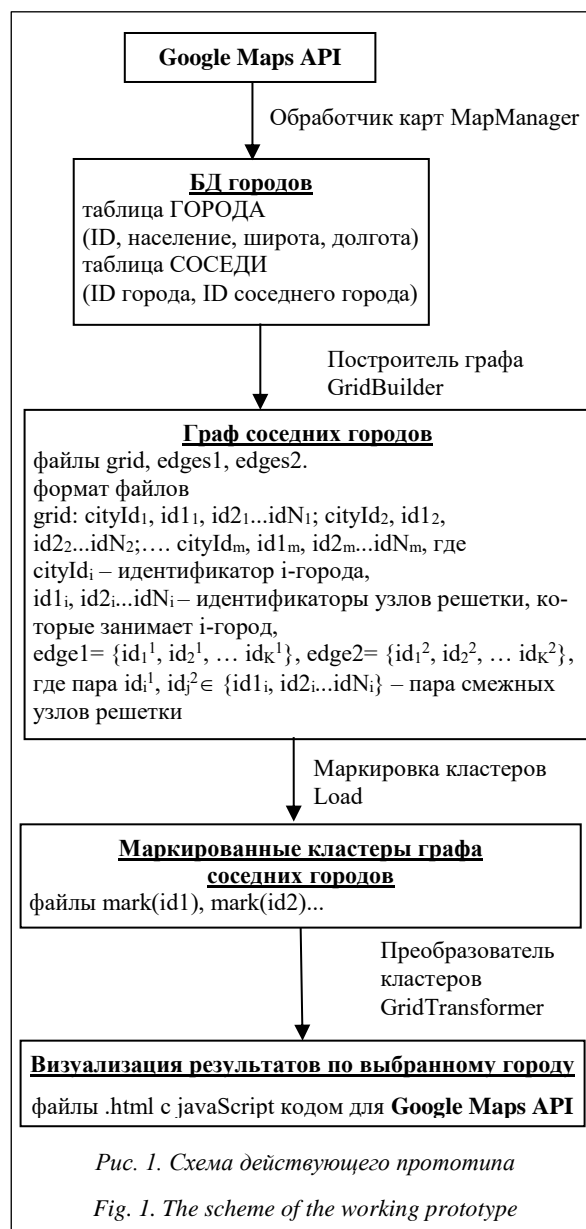 Google Maps API
Обработчик карт MapManager
БД городов
таблица ГОРОДА
(ID, население, широта, долгота)
таблица СОСЕДИ
(ID города, ID соседнего города)
Построитель графа
GridBuilder
Граф соседних городов
файлы grid, edges1, edges2.
формат файлов
grid: cityId₁, id1₁, id2₁...idN₁; cityId₂, id1₂,
id2₂...idN₂;…. cityIdₘ, id1ₘ, id2ₘ...idNₘ, где
cityIdᵢ – идентификатор i-города,
id1ᵢ, id2ᵢ...idNᵢ – идентификаторы узлов решетки, ко-
торые занимает i-город,
edge1= {id₁¹, id₂¹, … id_K¹}, edge2= {id₁², id₂², … id_K²},
где пара idᵢ¹, idⱼ²∈ {id1ᵢ, id2ᵢ...idNᵢ} – пара смежных
узлов решетки
Маркировка кластеров
Load
Маркированные кластеры графа
соседних городов
файлы mark(id1), mark(id2)...
Преобразователь
кластеров
GridTransformer
Визуализация результатов по выбранному городу
файлы .html с javaScript кодом для Google Maps API
Рис. 1. Схема действующего прототипа
Fig. 1. The scheme of the working prototype